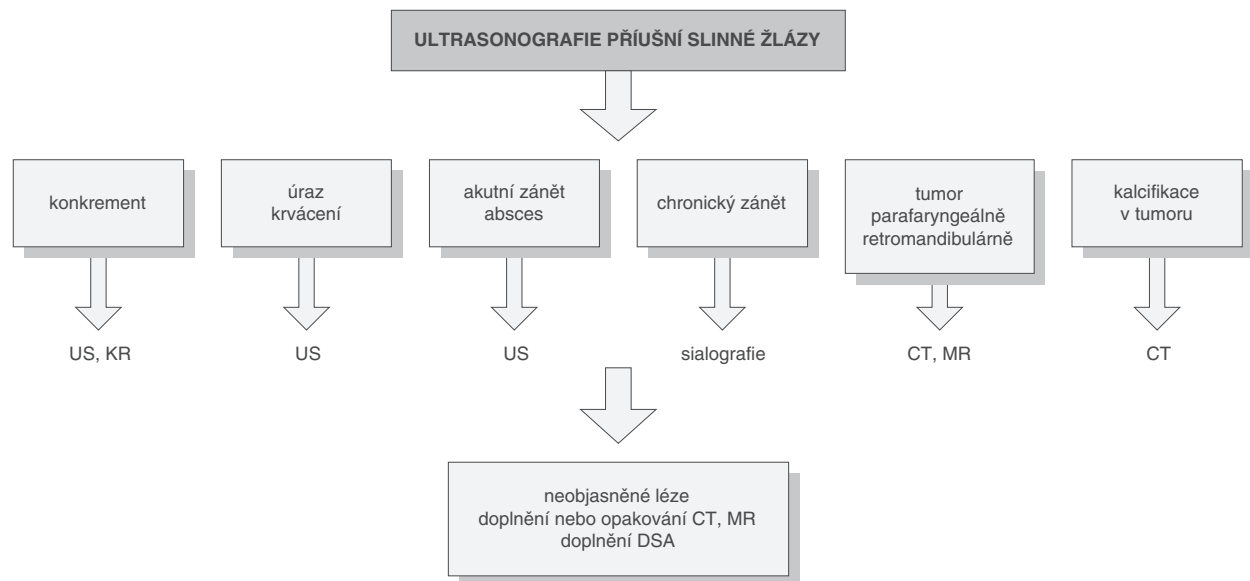 ULTRASONOGRAFIE PŘÍUŠNÍ SLINNÉ ŽLÁZY
konkrement
úraz
krvácení
akutní zánět
absces
chronický zánět
tumor
parafaryngeálně
retromandibulárně
kalcifikace
v tumoru
US, KR
US
US
sialografie
CT, MR
CT
neobjasněné léze
doplnění nebo opakování CT, MR
doplnění DSA